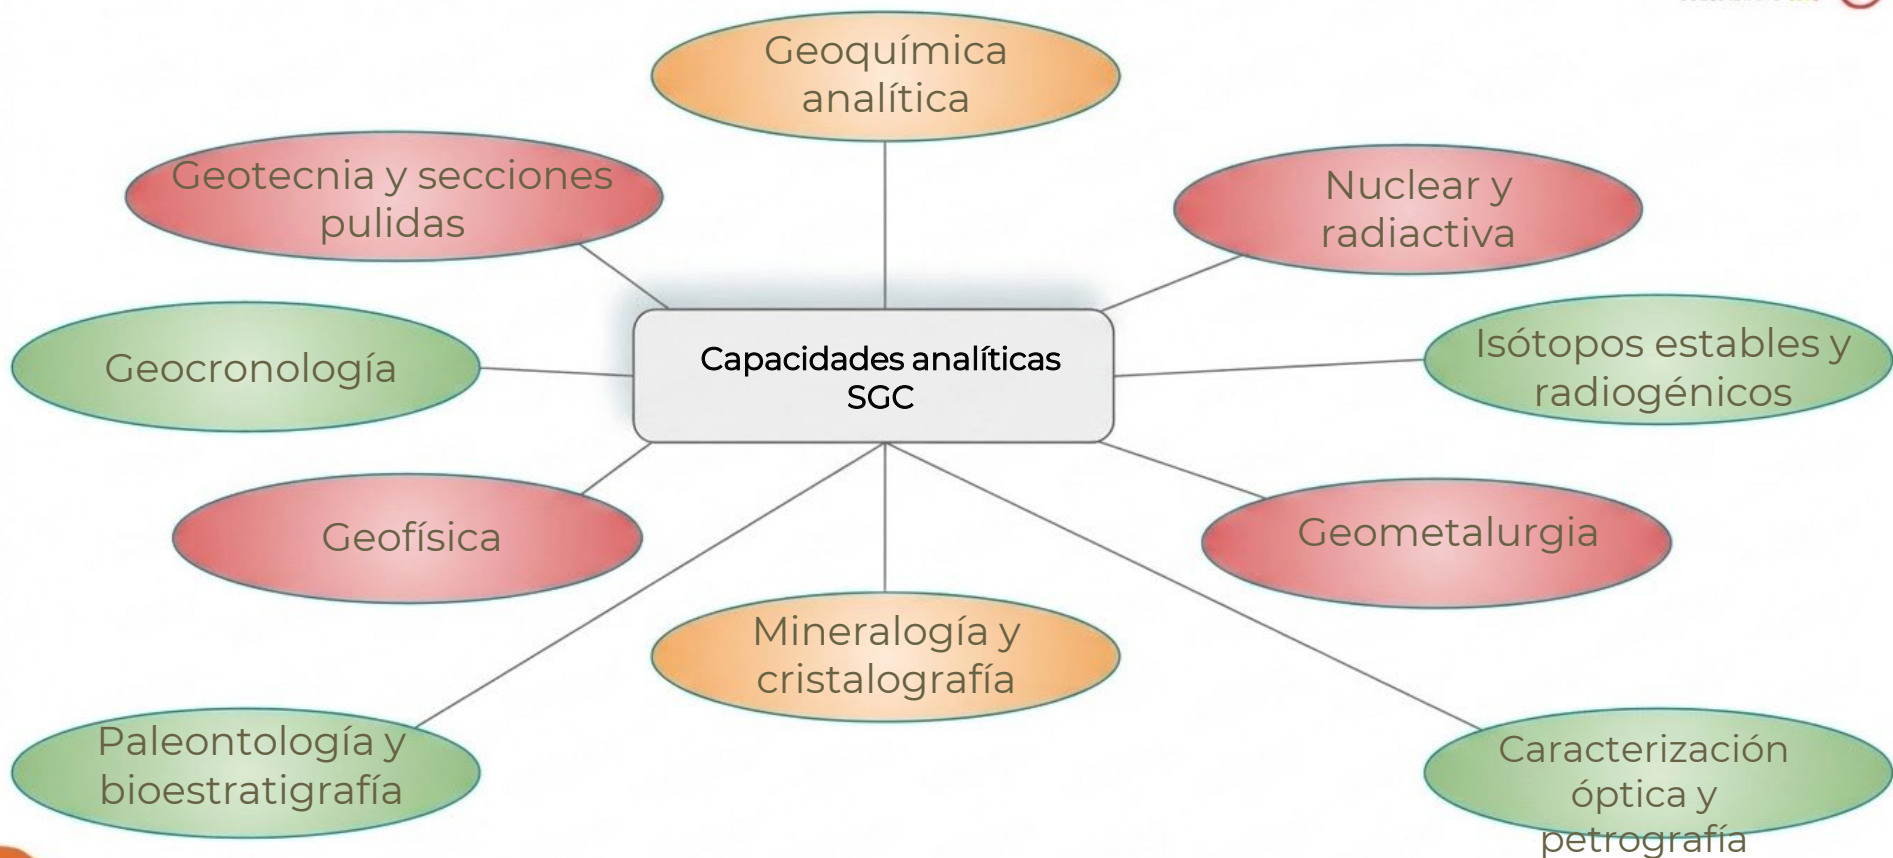 Geoquímica
analítica
Geotecnia y secciones
pulidas
Nuclear y
radiactiva
Geocronología
Capacidades analíticas
SGC
Isótopos estables y
radiogénicos
Geofísica
Geometalurgia
Mineralogía y
cristalografía
Paleontología y
bioestratigrafía
Caracterización
óptica y
petrografía